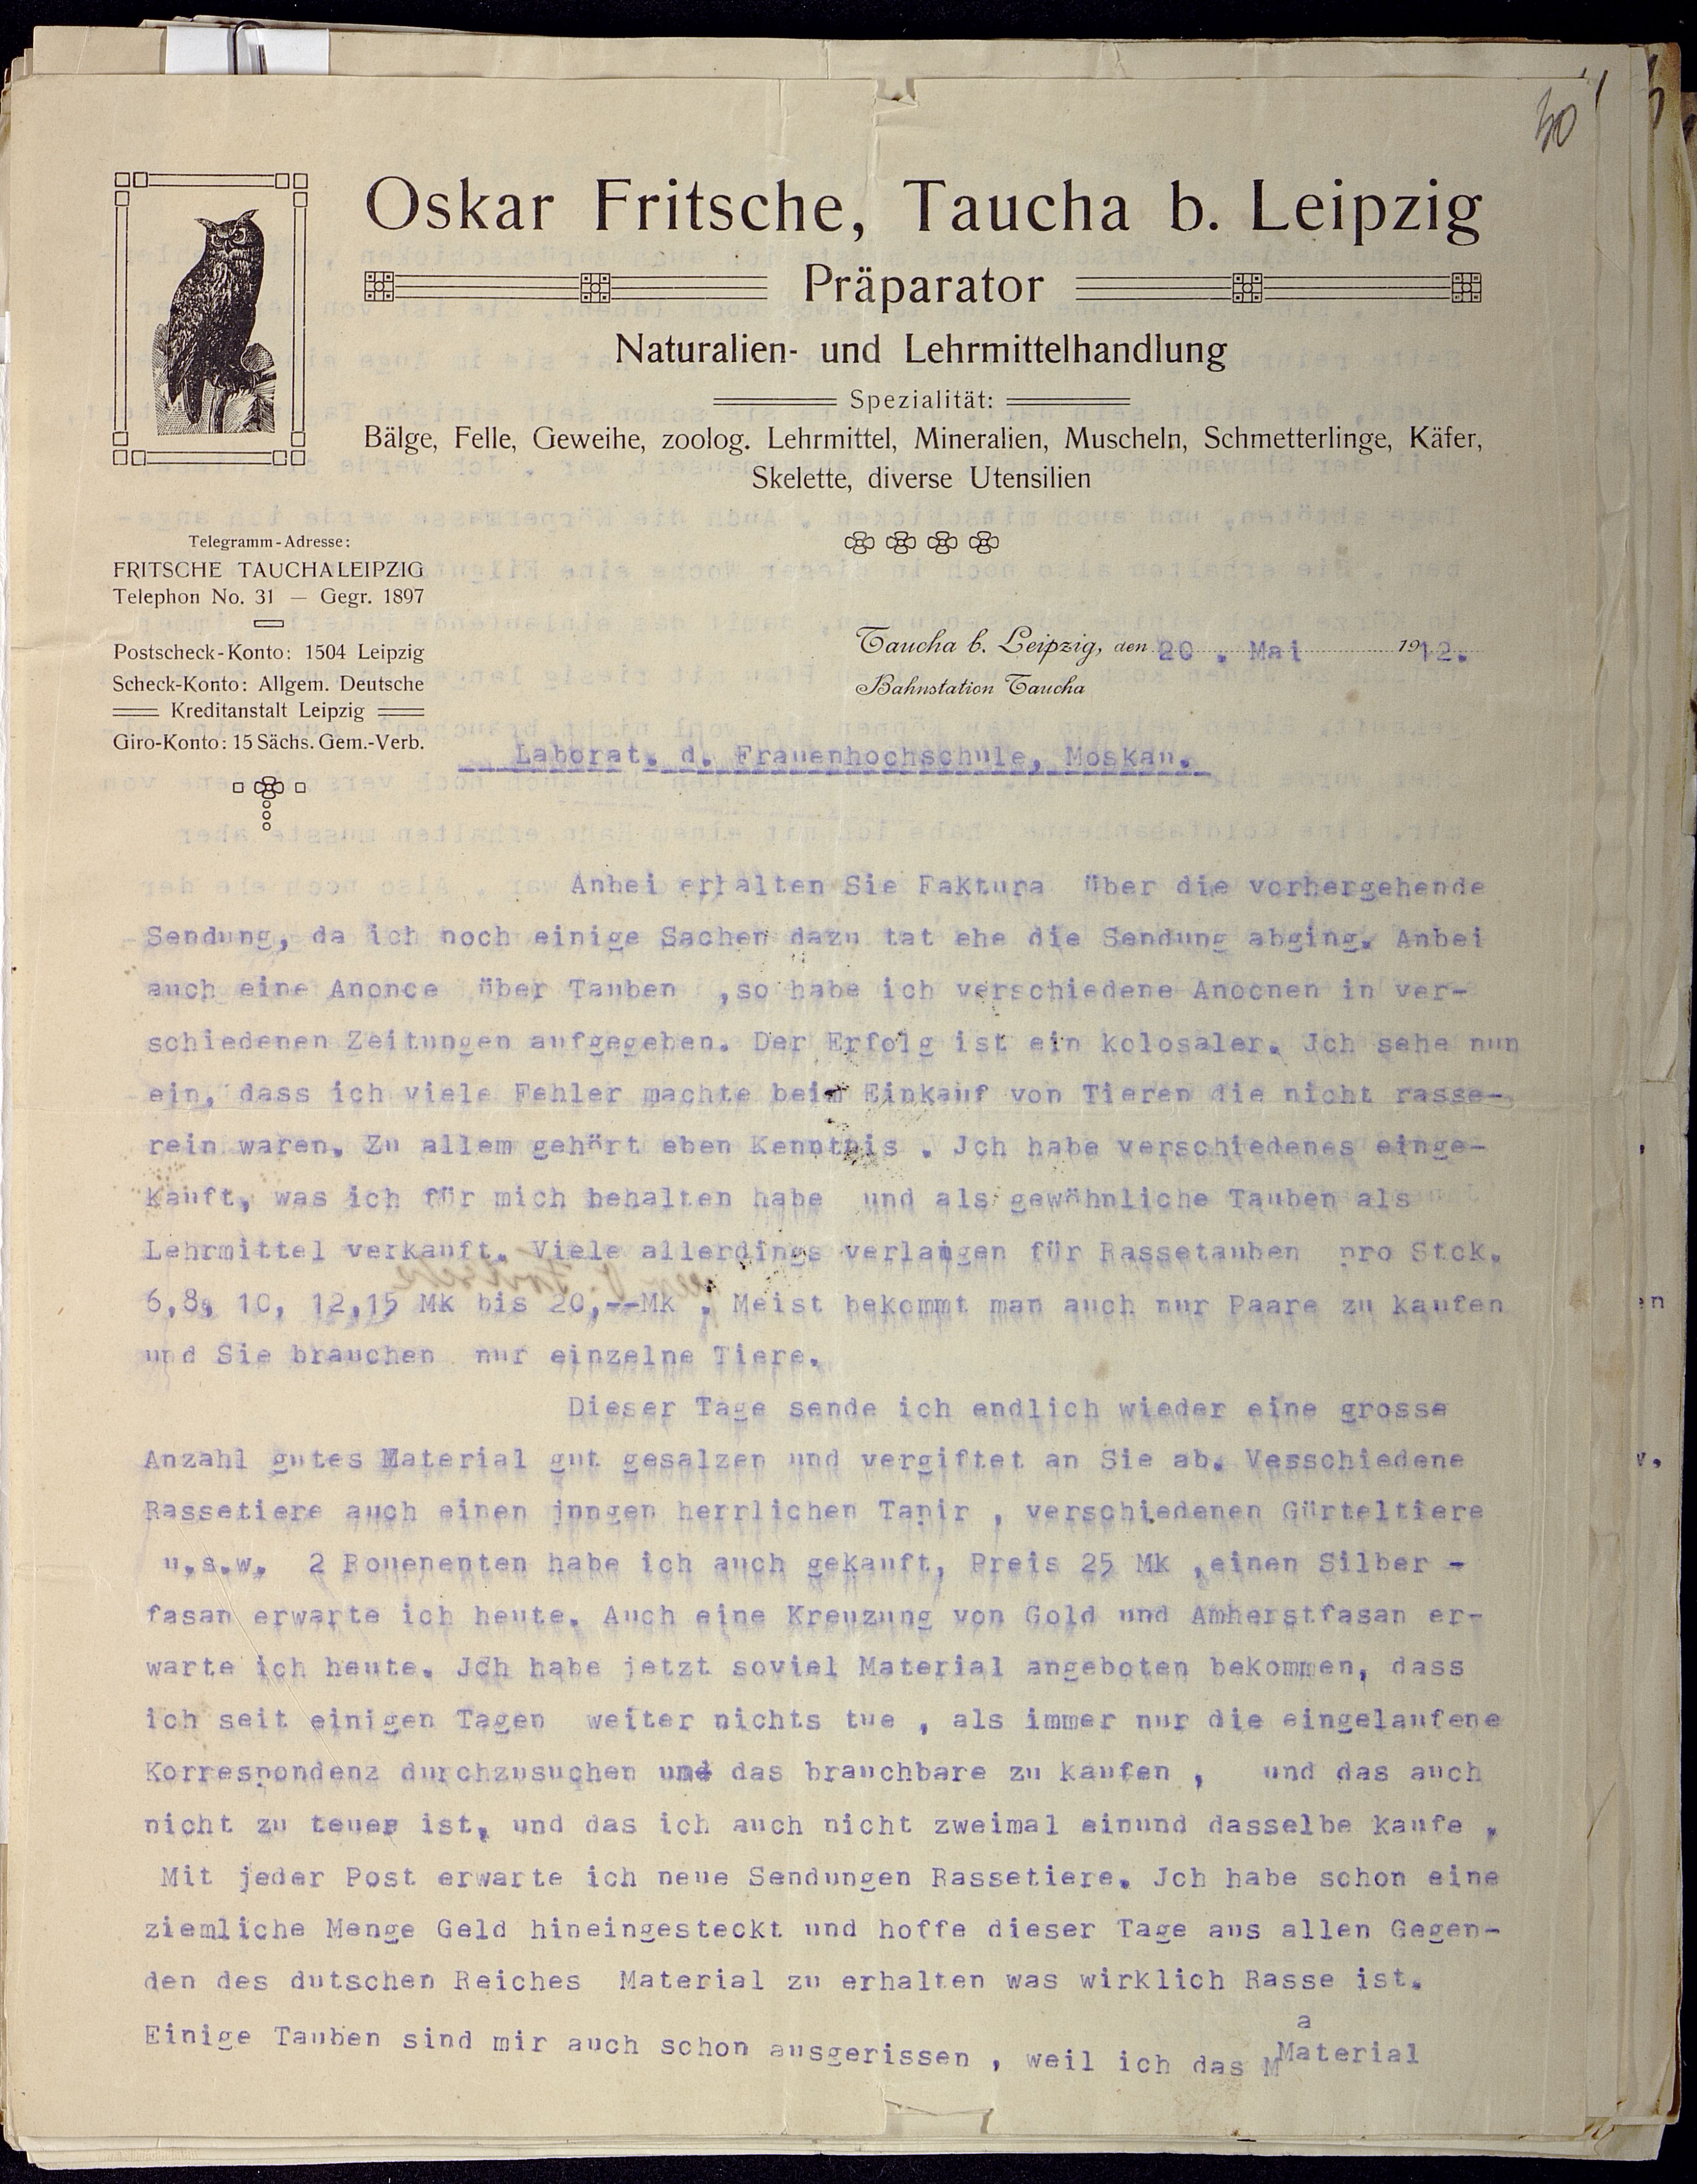 30
Oskar Fritsche, Taucha b. Leipzig
Präparator
Naturalien- und Lehrmittelhandlung
Spezialität:
Bälge, Felle, Geweihe, zoolog. Lehrmittel, Mineralien, Muscheln, Schmetterlinge, Käfer,
Skelette, diverse Utensilien
Telegramm-Adresse:
FRITSCHE TAUCHALEIPZIG
Telephon No. 31 — Gegr. 1897
Postscheck-Konto: 1504 Leipzig
Scheck-Konto: Allgem. Deutsche
Kreditanstalt Leipzig
Giro-Konto: 15 Sächs. Gem.-Verb.
Taucha b. Leipzig, den 20 . Mai 1912.
Bahnstation Taucha
Laborat. d. Frauenhochschule, Moskau.
Anbei erhalten Sie Faktura über die vorhergehende
Sendung, da ich noch einige Sachen dazu tat ehe die Sendung abging. Anbei
auch eine Anonce über Tauben ,so habe ich verschiedene Anocnen in ver-
schiedenen Zeitungen aufgegeben. Der Erfolg ist ein kolosaler. Jch sehe nun
ein, dass ich viele Fehler machte beim Einkauf von Tieren die nicht rasse-
rein waren. Zu allem gehört eben Kenntnis . Jch habe verschiedenes einge-
kauft, was ich für mich behalten habe und als gewöhnliche Tauben als
Lehrmittel verkauft. Viele allerdings verlangen für Rassetauben pro Stck.
6,8, 10, 12,15 Mk bis 20,--Mk . Meist bekommt man auch nur Paare zu kaufen
und Sie brauchen nur einzelne Tiere.
Dieser Tage sende ich endlich wieder eine grosse
Anzahl gutes Material gut gesalzen und vergiftet an Sie ab. Vesschiedene
Rassetiere auch einen jungen herrlichen Tapir , verschiedenen Gürteltiere
u.s.w. 2 Rouenenten habe ich auch gekauft, Preis 25 Mk ,einen Silber -
fasan erwarte ich heute. Auch eine Kreuzung von Gold und Amherstfasan er-
warte ich heute. Jch habe jetzt soviel Material angeboten bekommen, dass
ich seit einigen Tagen weiter nichts tue , als immer nur die eingelaufene
Korrespondenz durchzusuchen und das brauchbare zu kaufen , und das auch
nicht zu teuer ist, und das ich auch nicht zweimal einund dasselbe kaufe .
Mit jeder Post erwarte ich neue Sendungen Rassetiere. Jch habe schon eine
ziemliche Menge Geld hineingesteckt und hoffe dieser Tage aus allen Gegen-
den des dutschen Reiches Material zu erhalten was wirklich Rasse ist.
Einige Tauben sind mir auch schon ausgerissen , weil ich das MMaterial
a